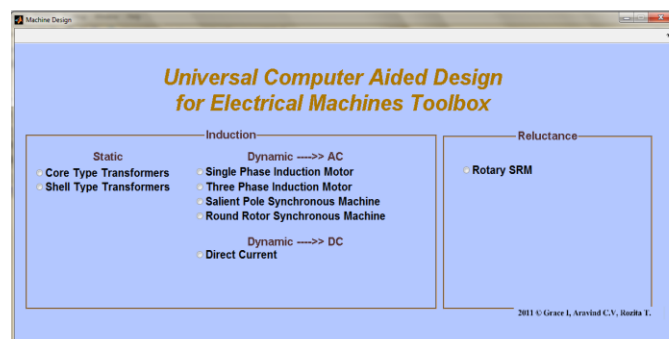 Machine Design
Universal Computer Aided Design
for Electrical Machines Toolbox
Induction
Static
Core Type Transformers
Shell Type Transformers
Dynamic ---->> AC
Single Phase Induction Motor
Three Phase Induction Motor
Salient Pole Synchronous Machine
Round Rotor Synchronous Machine
Dynamic ---->> DC
Direct Current
Reluctance
Rotary SRM
2011 © Grace I, Aravind C.V, Rozita T.